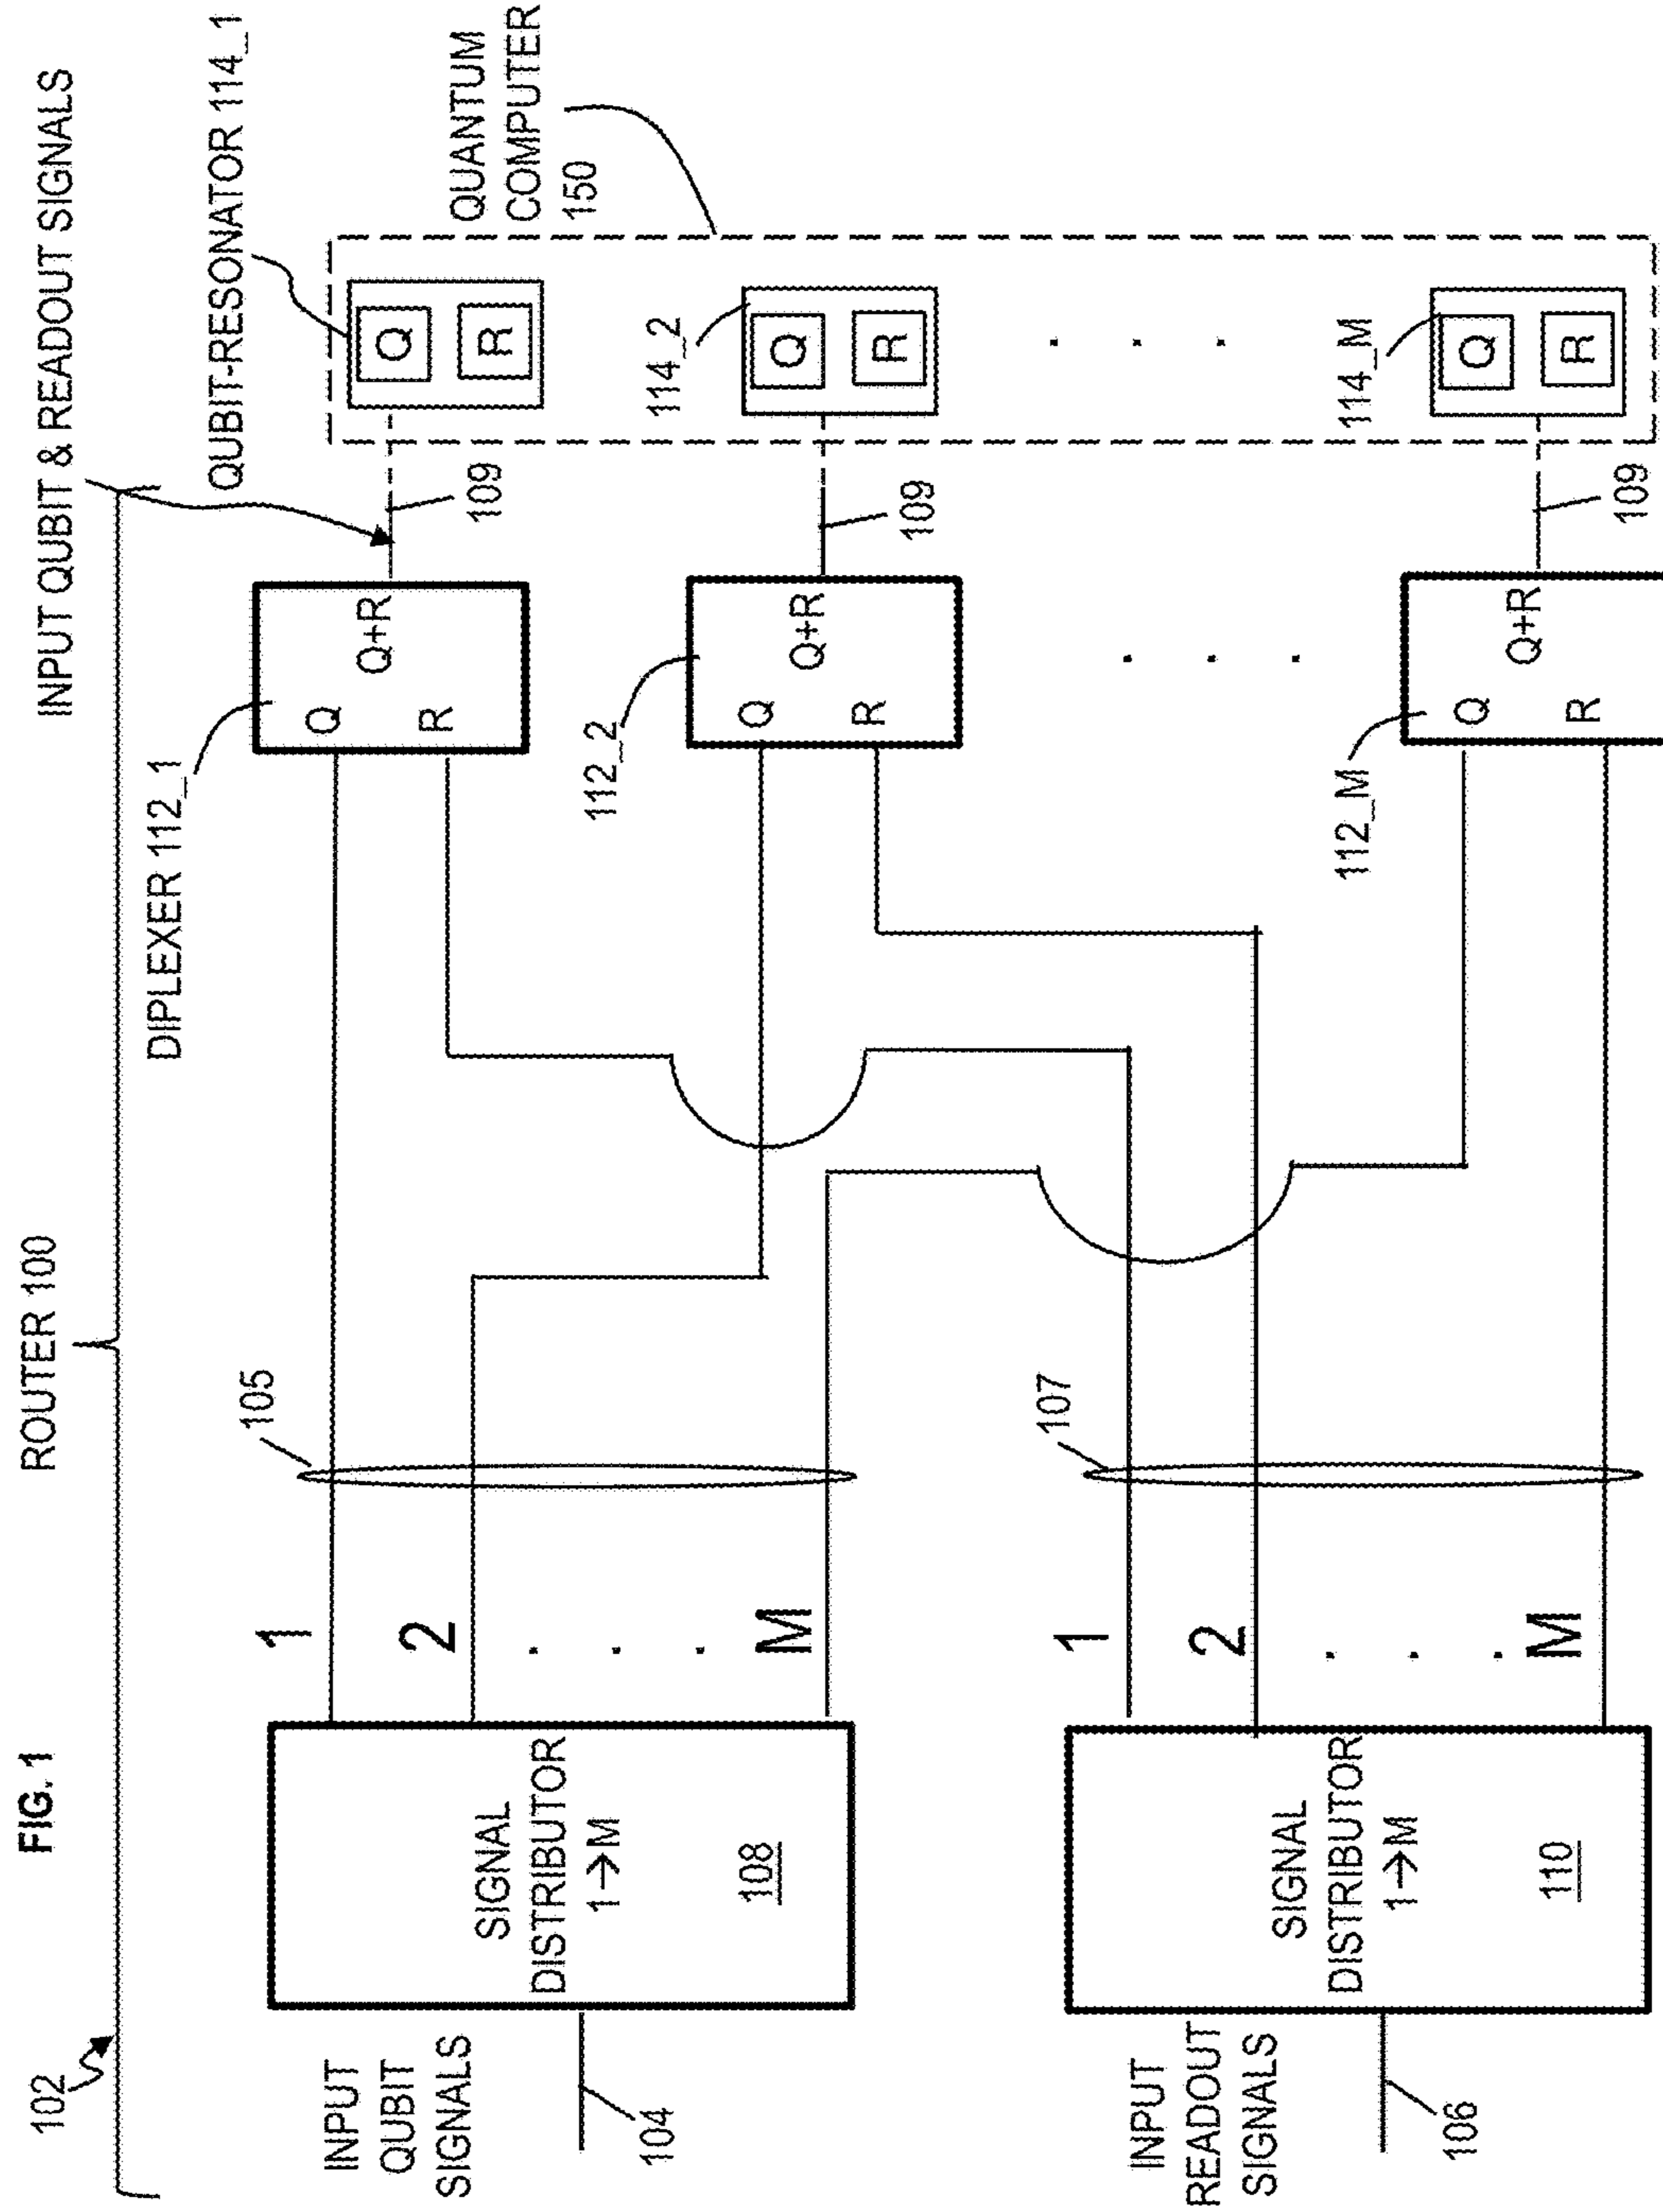 FIG. 1
ROUTER 100
102
INPUT QUBIT & READOUT SIGNALS
QUBIT-RESONATOR 114_1
DIPLEXER 112_1
INPUT
QUBIT
SIGNALS
104
SIGNAL
DISTRIBUTOR
1→M
108
1
2
. . .
M
105
Q
R
Q+R
109
Q
R
QUANTUM
COMPUTER
150
112_2
Q
R
Q+R
109
114_2
Q
R
. . .
. . .
INPUT
READOUT
SIGNALS
106
SIGNAL
DISTRIBUTOR
1→M
110
1
2
. . .
M
107
112_M
Q
R
Q+R
109
114_M
Q
R